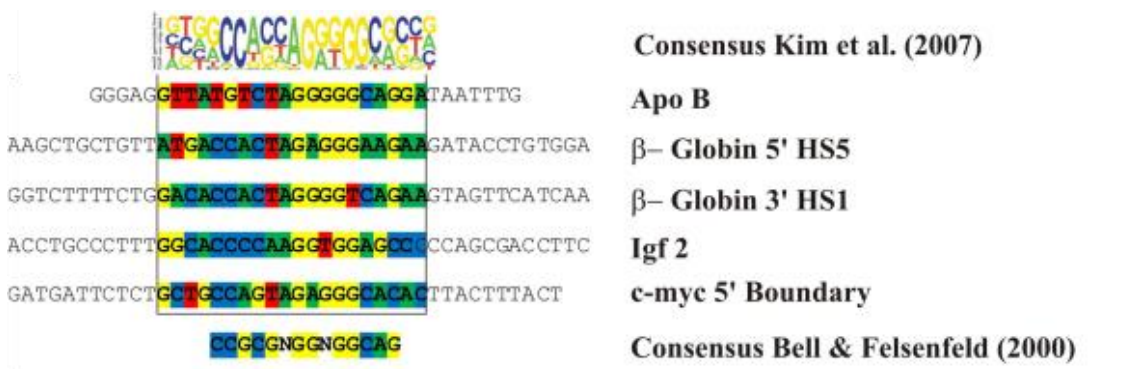 Consensus Kim et al. (2007)
GGGAGGTTATGTCTAGGGGGCAGGATAATTTG Apo B
AAGCTGCTGTTATGACCACTAGAGGGAAGAAGATACCTGTGGA β– Globin 5' HS5
GGTCTTTTCTGGACACCACTAGGGGTCAGAAGTAGTTCATCAA β– Globin 3' HS1
ACCTGCCCTTTGGCACCCCAAGGTGGAGCCCCCAGCGACCTTC Igf 2
GATGATTCTCTGCTGCCAGTAGAGGGCACACTTACTTTACT c-myc 5' Boundary
CCGCGNGGNGGCAG Consensus Bell & Felsenfeld (2000)